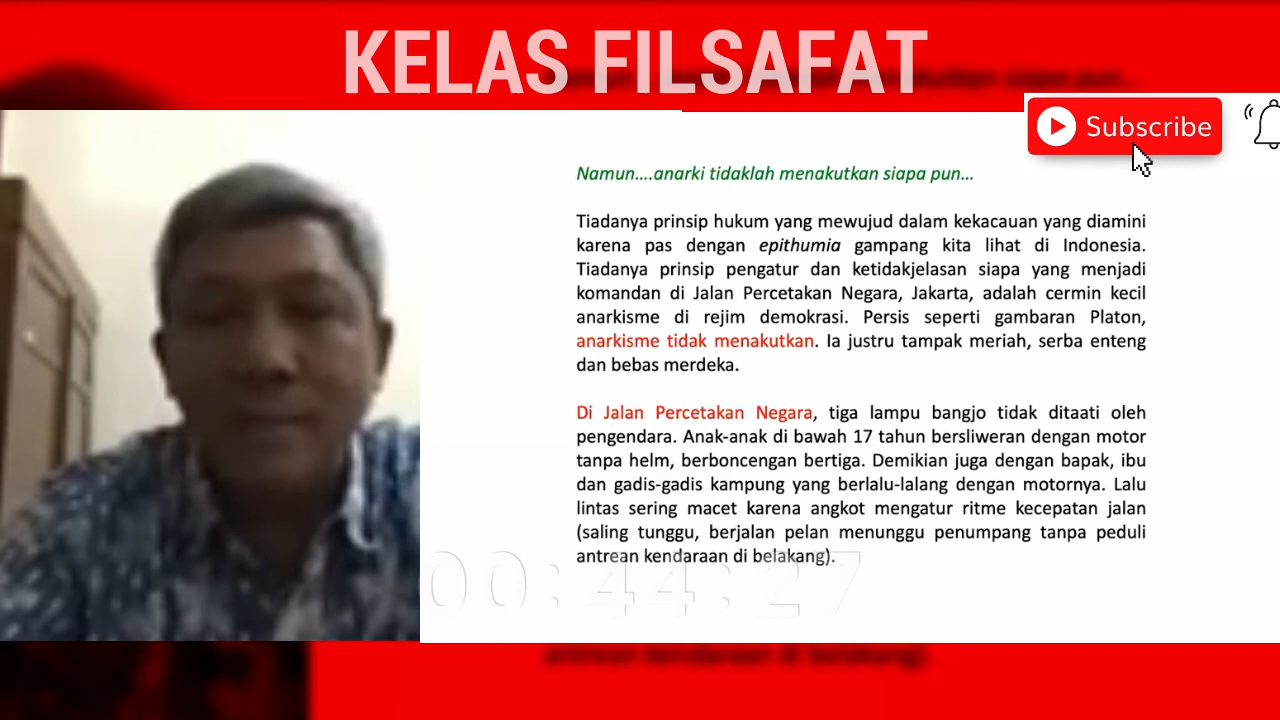 KELAS FILSAFAT
Subscribe
Namun....anarki tidaklah menakutkan siapa pun...
Tiadanya prinsip hukum yang mewujud dalam kekacauan yang diamini
karena pas dengan epithumia gampang kita lihat di Indonesia.
Tiadanya prinsip pengatur dan ketidakjelasan siapa yang menjadi
komandan di Jalan Percetakan Negara, Jakarta, adalah cermin kecil
anarkisme di rejim demokrasi. Persis seperti gambaran Platon,
anarkisme tidak menakutkan. Ia justru tampak meriah, serba enteng
dan bebas merdeka.
Di Jalan Percetakan Negara, tiga lampu bangjo tidak ditaati oleh
pengendara. Anak-anak di bawah 17 tahun bersliweran dengan motor
tanpa helm, berboncengan bertiga. Demikian juga dengan bapak, ibu
dan gadis-gadis kampung yang berlalu-lalang dengan motornya. Lalu
lintas sering macet karena angkot mengatur ritme kecepatan jalan
(saling tunggu, berjalan pelan menunggu penumpang tanpa peduli
antrean kendaraan di belakang).
00:44:27
antrean kendaraan di belakang).